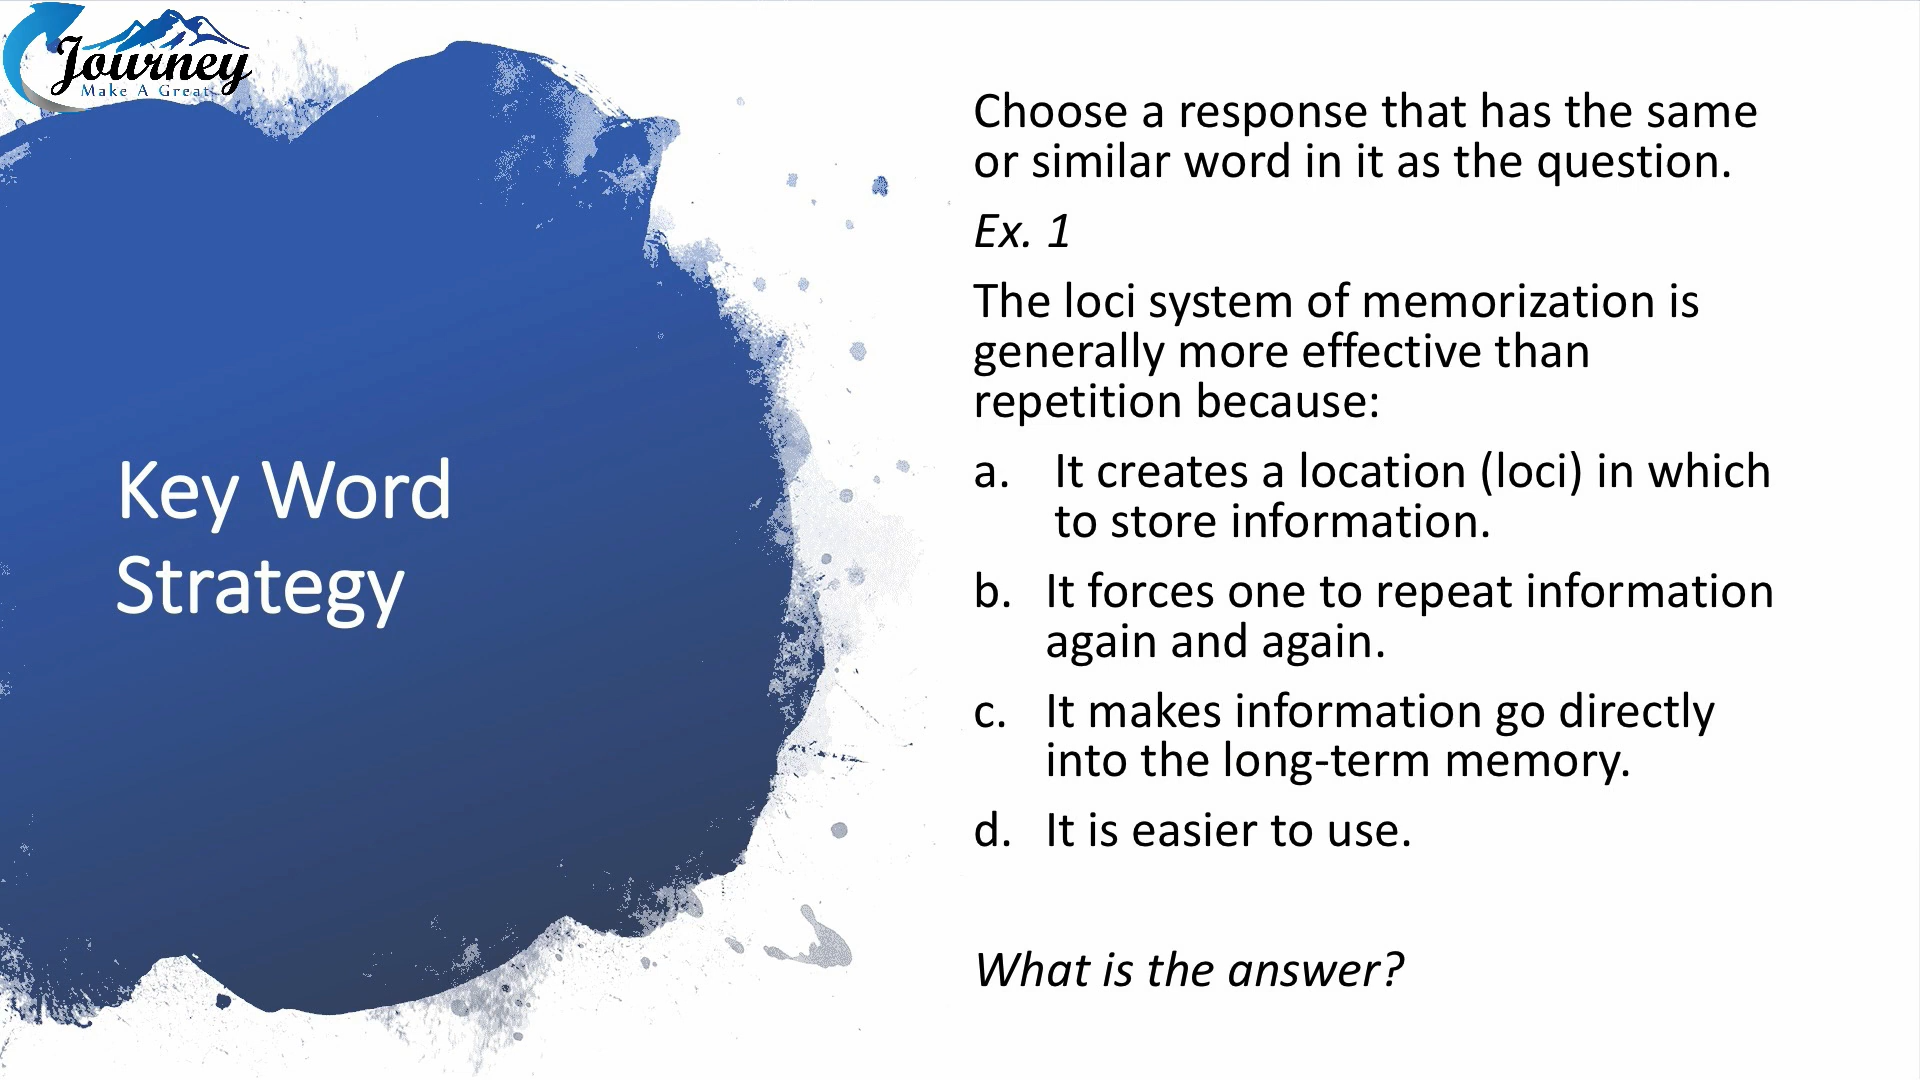 Journey
Make A Great
Key Word
Strategy
Choose a response that has the same
or similar word in it as the question.
Ex. 1
The loci system of memorization is
generally more effective than
repetition because:
a. It creates a location (loci) in which
to store information.
b. It forces one to repeat information
again and again.
c. It makes information go directly
into the long-term memory.
d. It is easier to use.
What is the answer?